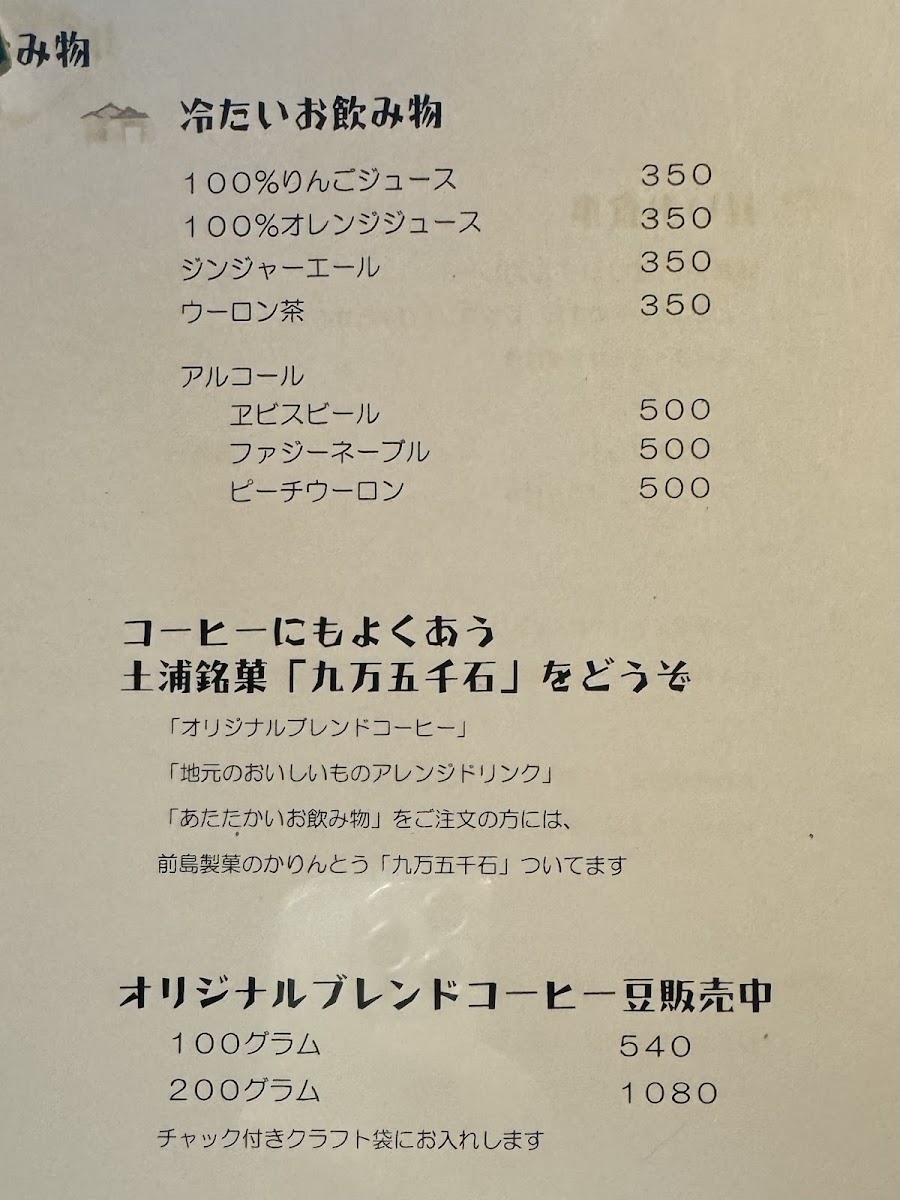 み物
冷たいお飲み物
100%りんごジュース 350
100%オレンジジュース 350
ジンジャーエール 350
ウーロン茶 350
アルコール
ヱビスビール 500
ファジーネーブル 500
ピーチウーロン 500
コーヒーにもよくあう
土浦銘菓「九万五千石」をどうぞ
「オリジナルブレンドコーヒー」
「地元のおいしいものアレンジドリンク」
「あたたかいお飲み物」をご注文の方には、
前島製菓のかりんとう「九万五千石」ついてます
オリジナルブレンドコーヒー豆販売中
100グラム 540
200グラム 1080
チャック付きクラフト袋にお入れします